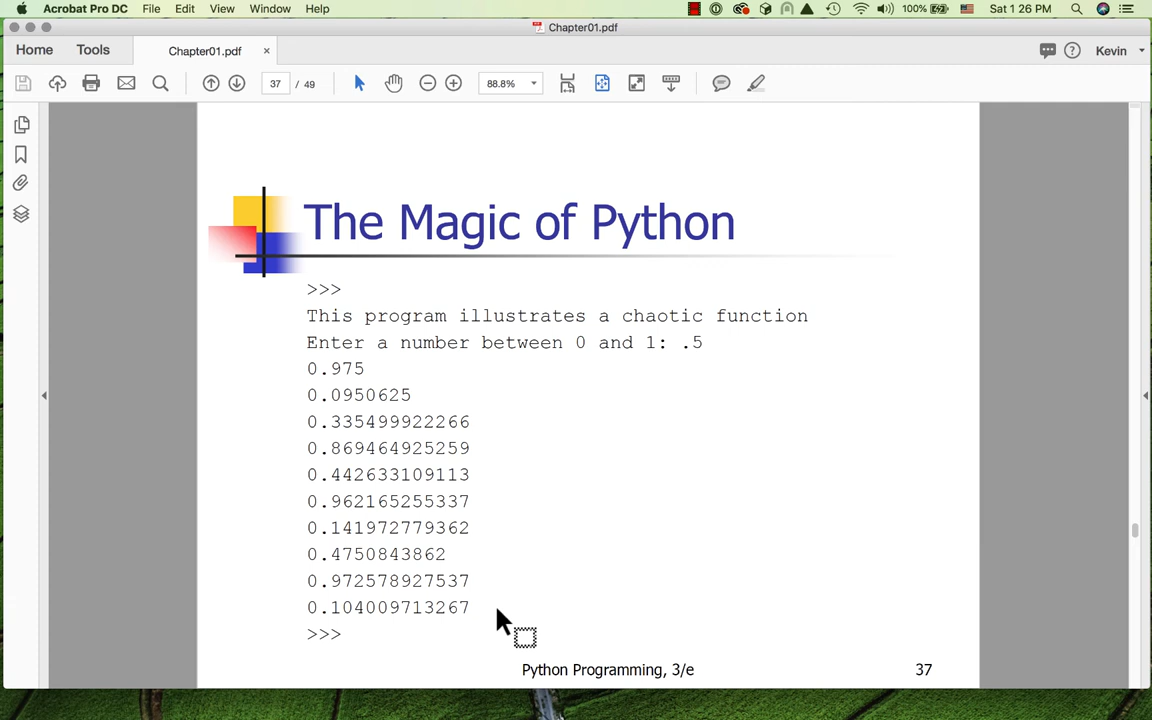 Acrobat Pro DC File Edit View Window Help 100% Sat 1 26 PM
Chapter01.pdf
Home Tools Chapter01.pdf × Kevin
37 / 49 88.8%
The Magic of Python
>>>
This program illustrates a chaotic function
Enter a number between 0 and 1: .5
0.975
0.0950625
0.335499922266
0.869464925259
0.442633109113
0.962165255337
0.141972779362
0.4750843862
0.972578927537
0.104009713267
>>>
Python Programming, 3/e 37